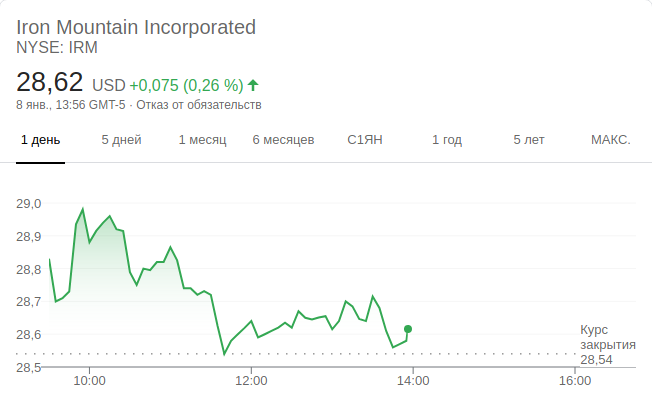 Iron Mountain Incorporated
NYSE: IRM
28,62 USD +0,075 (0,26 %)
8 янв., 13:56 GMT-5 · Отказ от обязательств
1 день 5 дней 1 месяц 6 месяцев С1ЯН 1 год 5 лет МАКС.
29,0
28,9
28,8
28,7
28,6
28,5
Курс
закрытия
28,54
10:00 12:00 14:00 16:00